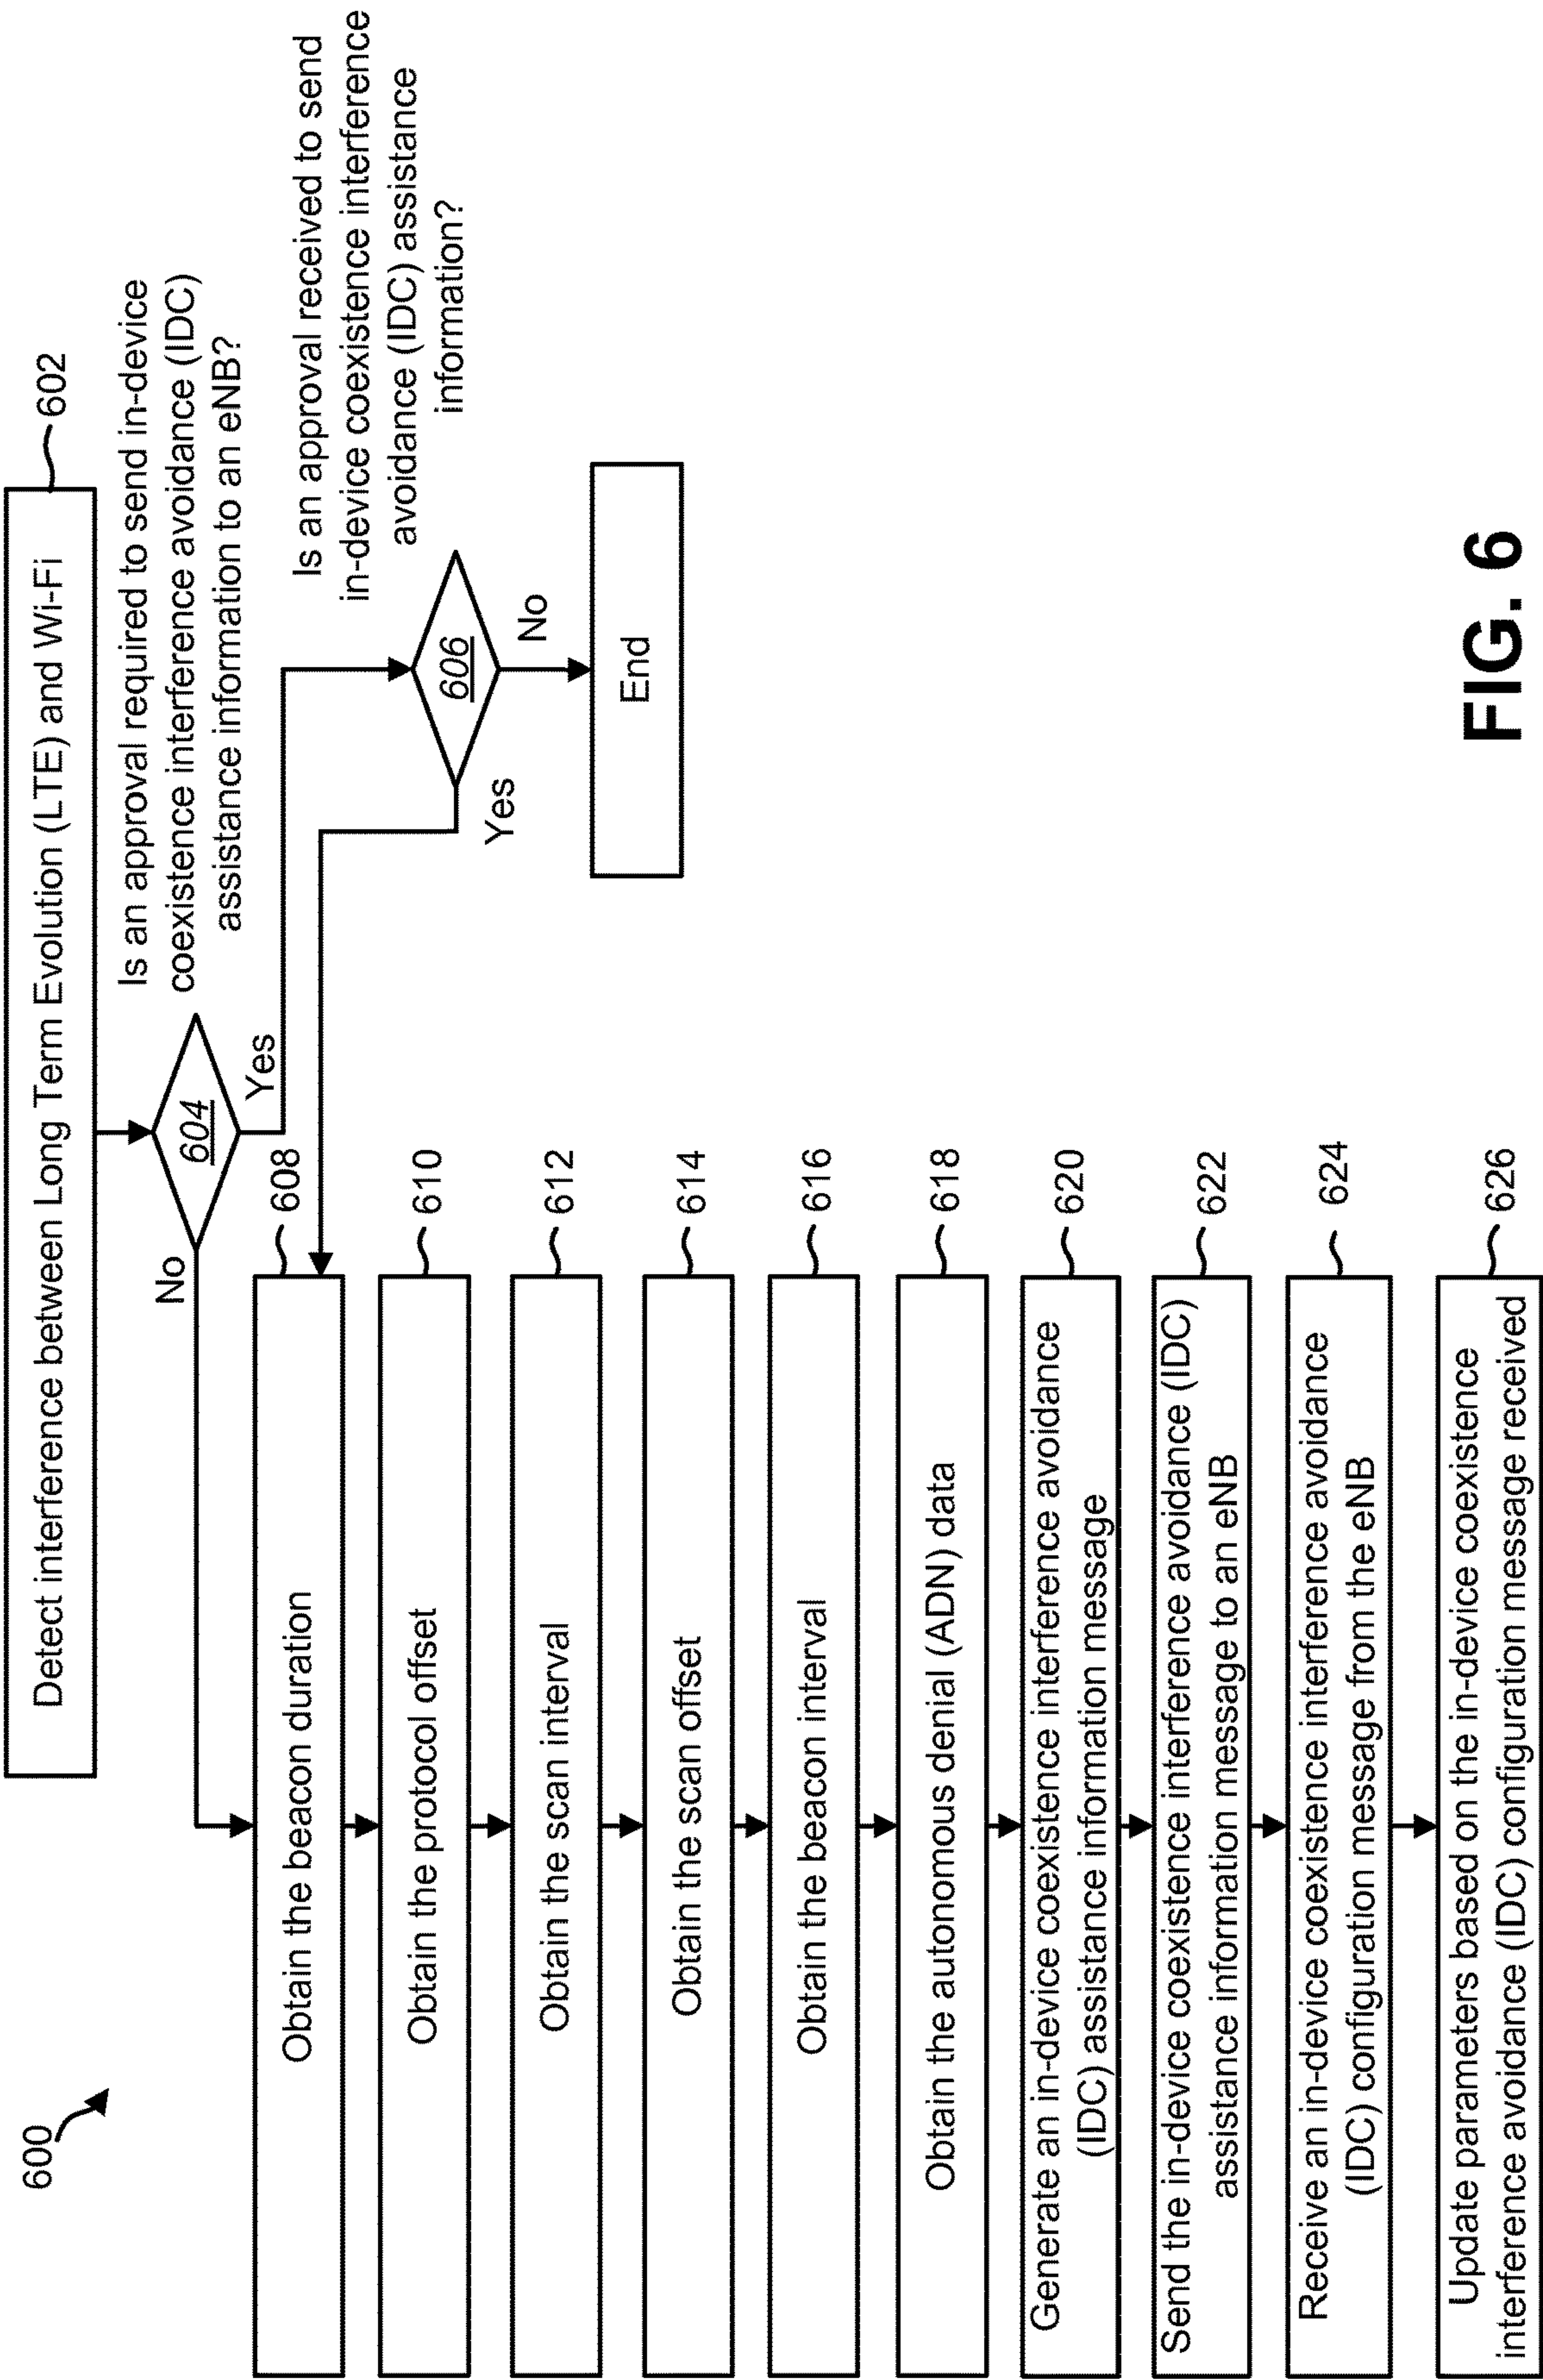 600
Detect interference between Long Term Evolution (LTE) and Wi-Fi
602
Is an approval required to send in-device
coexistence interference avoidance (IDC)
assistance information to an eNB?
604
No
Yes
Is an approval received to send
in-device coexistence interference
avoidance (IDC) assistance
information?
606
Yes
No
End
Obtain the beacon duration
608
Obtain the protocol offset
610
Obtain the scan interval
612
Obtain the scan offset
614
Obtain the beacon interval
616
Obtain the autonomous denial (ADN) data
618
Generate an in-device coexistence interference avoidance
(IDC) assistance information message
620
Send the in-device coexistence interference avoidance (IDC)
assistance information message to an eNB
622
Receive an in-device coexistence interference avoidance
(IDC) configuration message from the eNB
624
Update parameters based on the in-device coexistence
interference avoidance (IDC) configuration message received
626
FIG. 6